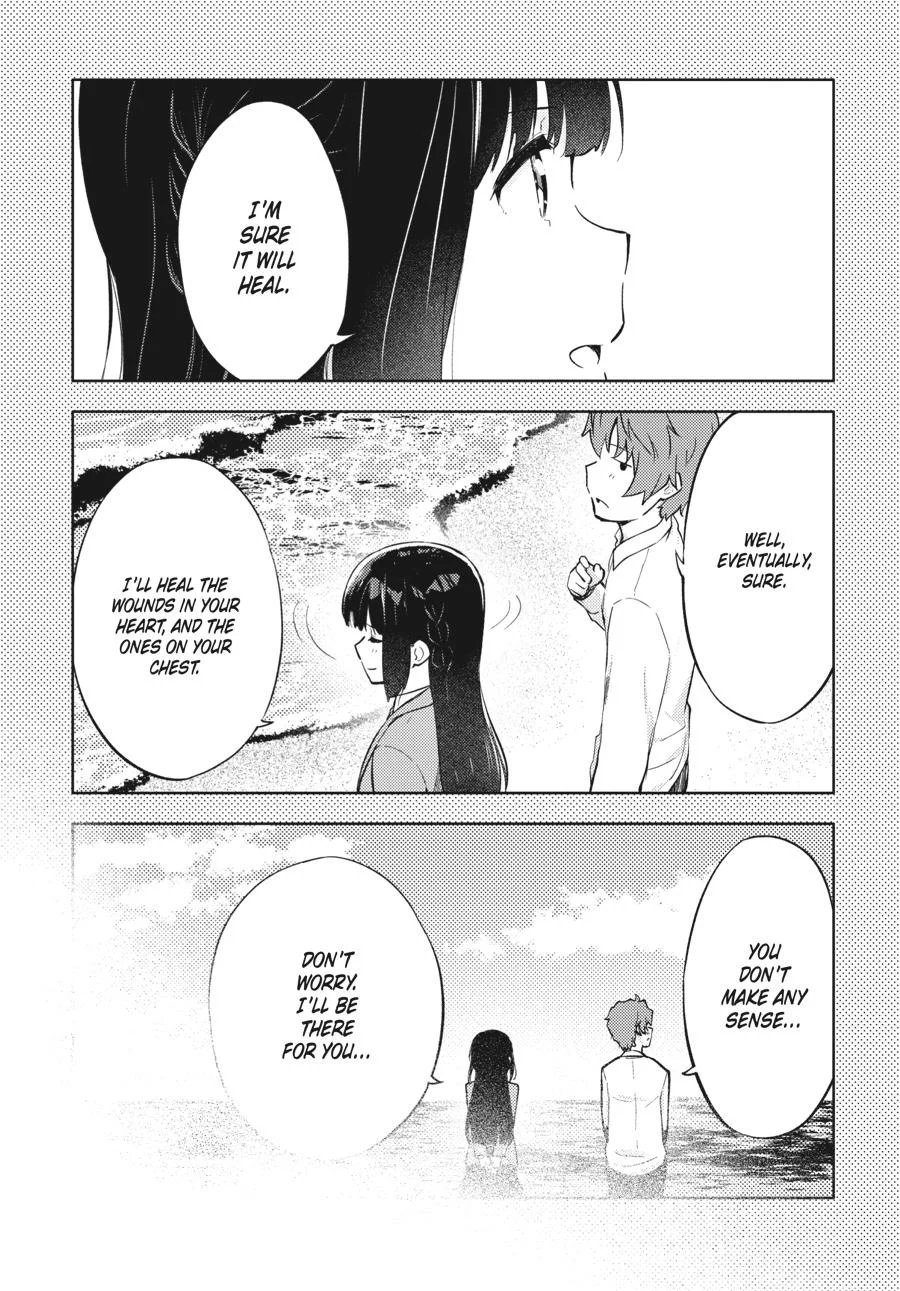 I'M
SURE
IT WILL
HEAL.
WELL,
EVENTUALLY,
SURE.
I'LL HEAL THE
WOUNDS IN YOUR
HEART, AND THE
ONES ON YOUR
CHEST.
YOU
DON'T
MAKE ANY
SENSE...
DON'T
WORRY.
I'LL BE
THERE
FOR YOU...